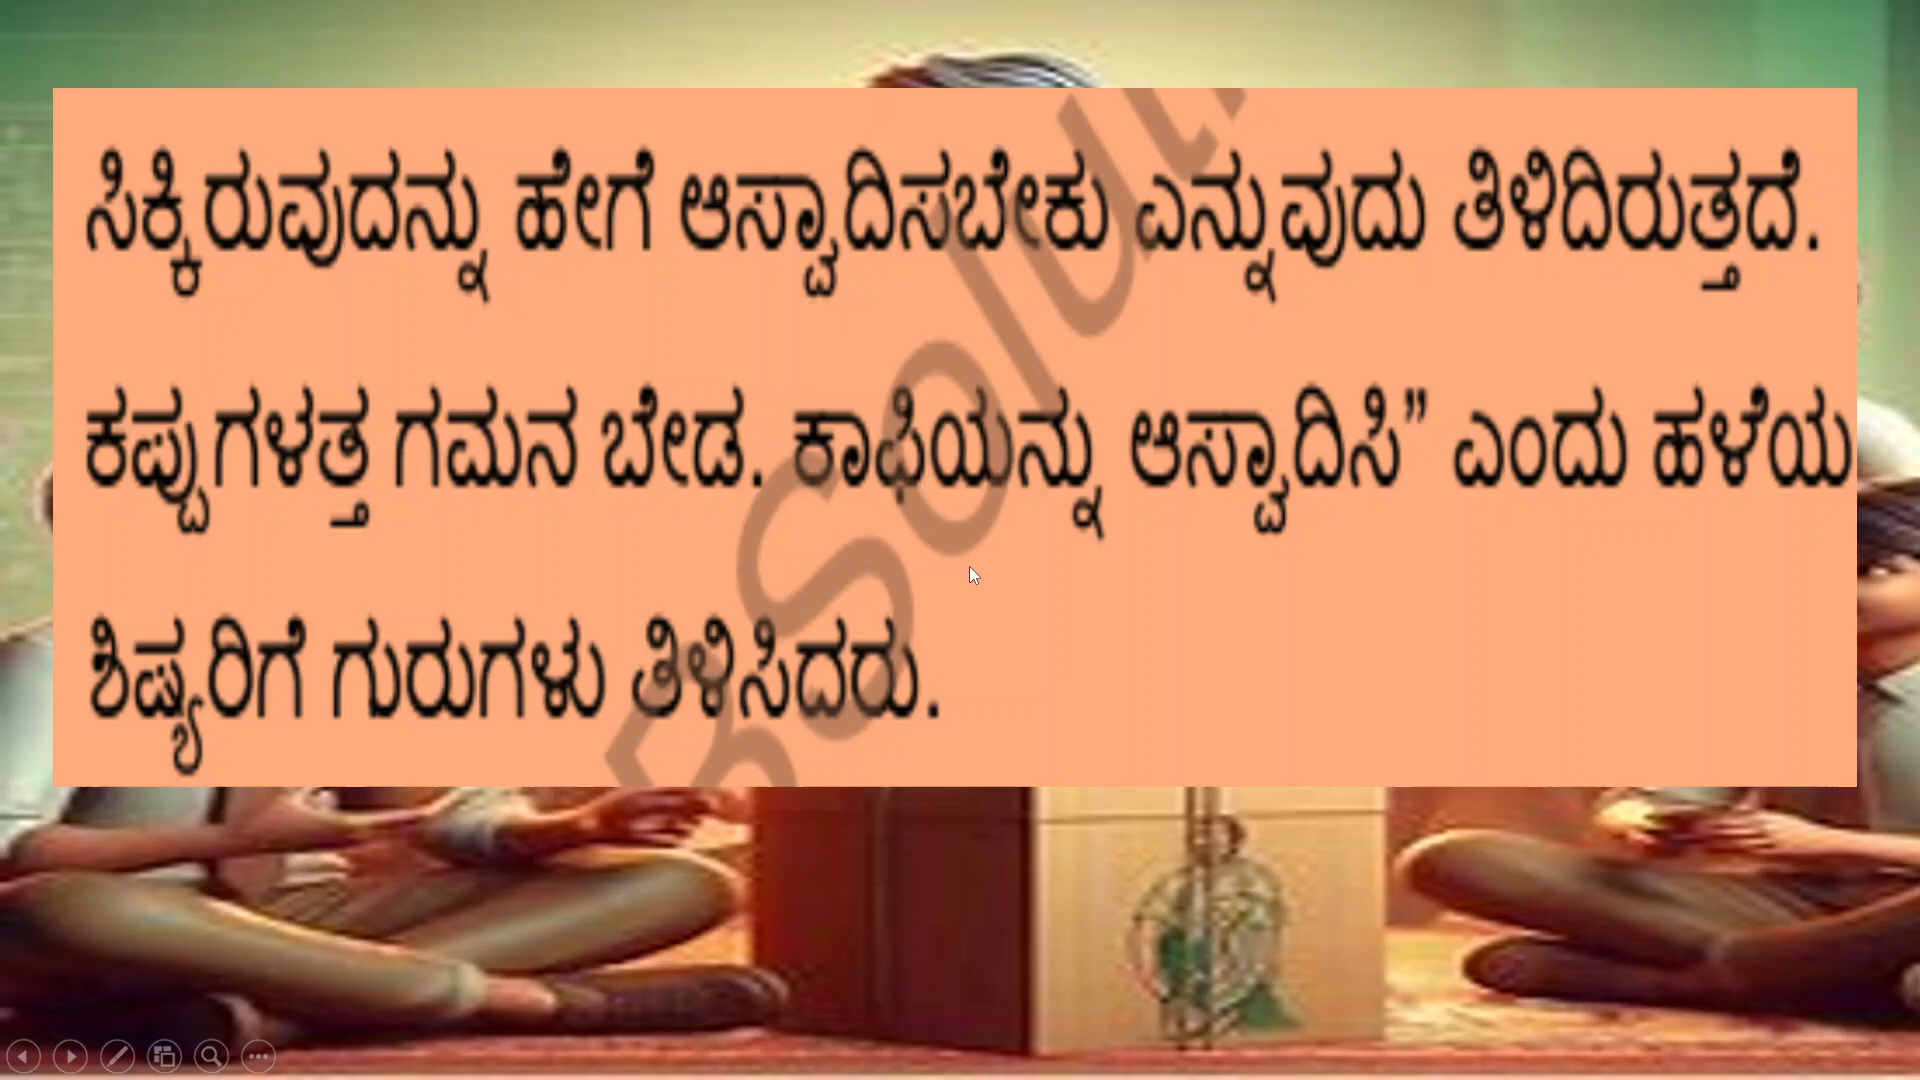 ಸಿಕ್ಕಿರುವುದನ್ನು ಹೇಗೆ ಆಸ್ವಾದಿಸಬೇಕು ಎನ್ನುವುದು ತಿಳಿದಿರುತ್ತದೆ.
ಕಪ್ಪುಗಳತ್ತ ಗಮನ ಬೇಡ. ಕಾಫಿಯನ್ನು ಆಸ್ವಾದಿಸಿ” ಎಂದು ಹಳೆಯ
ಶಿಷ್ಯರಿಗೆ ಗುರುಗಳು ತಿಳಿಸಿದರು.